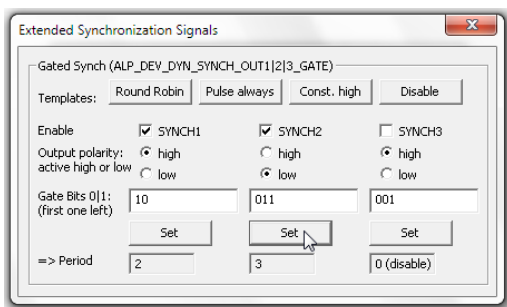 Extended Synchronization Signals
Gated Synch (ALP_DEV_DYN_SYNCH_OUT1|2|3_GATE)
Templates: Round Robin Pulse always Const. high Disable
Enable SYNCH1 SYNCH2 SYNCH3
Output polarity: high high high
active high or low low low low
Gate Bits 0|1: 10 011 001
(first one left)
Set Set Set
=> Period 2 3 0 (disable)